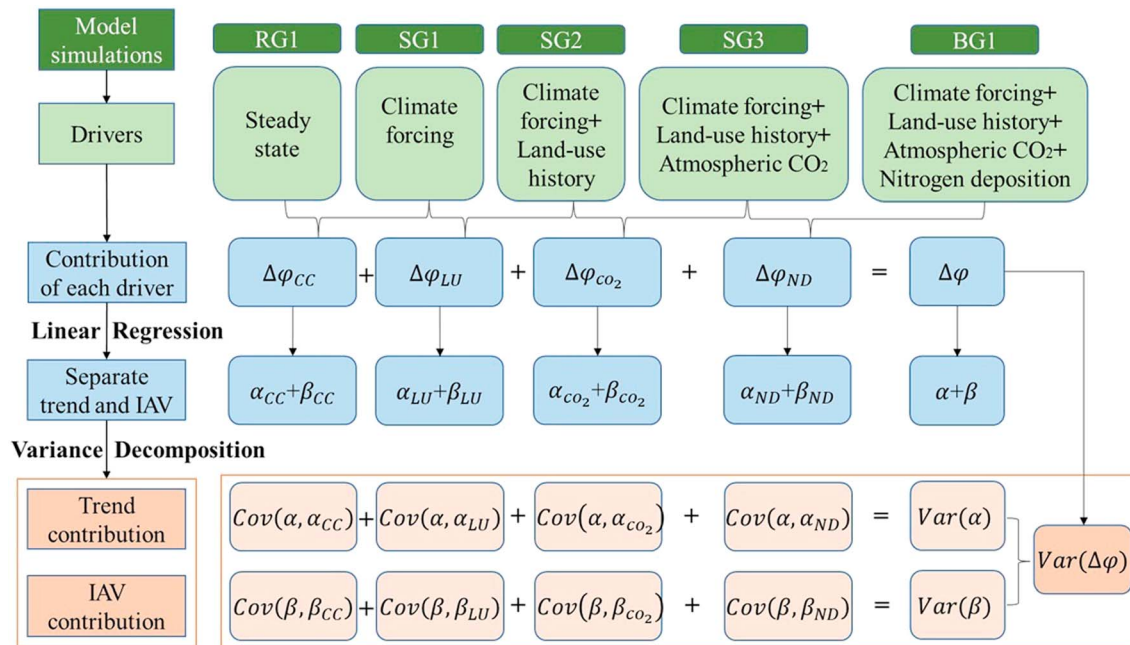 Model
simulations
RG1
SG1
SG2
SG3
BG1
Drivers
Steady
state
Climate
forcing
Climate
forcing+
Land-use
history
Climate forcing+
Land-use history+
Atmospheric CO₂
Climate forcing+
Land-use history+
Atmospheric CO₂+
Nitrogen deposition
Contribution
of each driver
Δφ_CC + Δφ_LU + Δφ_co₂ + Δφ_ND = Δφ
Linear Regression
Separate
trend and IAV
α_CC+β_CC
α_LU+β_LU
α_co₂+β_co₂
α_ND+β_ND
α+β
Variance Decomposition
Trend
contribution
Cov(α, α_CC) + Cov(α, α_LU) + Cov(α, α_co₂) + Cov(α, α_ND) = Var(α)
Var(Δφ)
IAV
contribution
Cov(β, β_CC) + Cov(β, β_LU) + Cov(β, β_co₂) + Cov(β, β_ND) = Var(β)